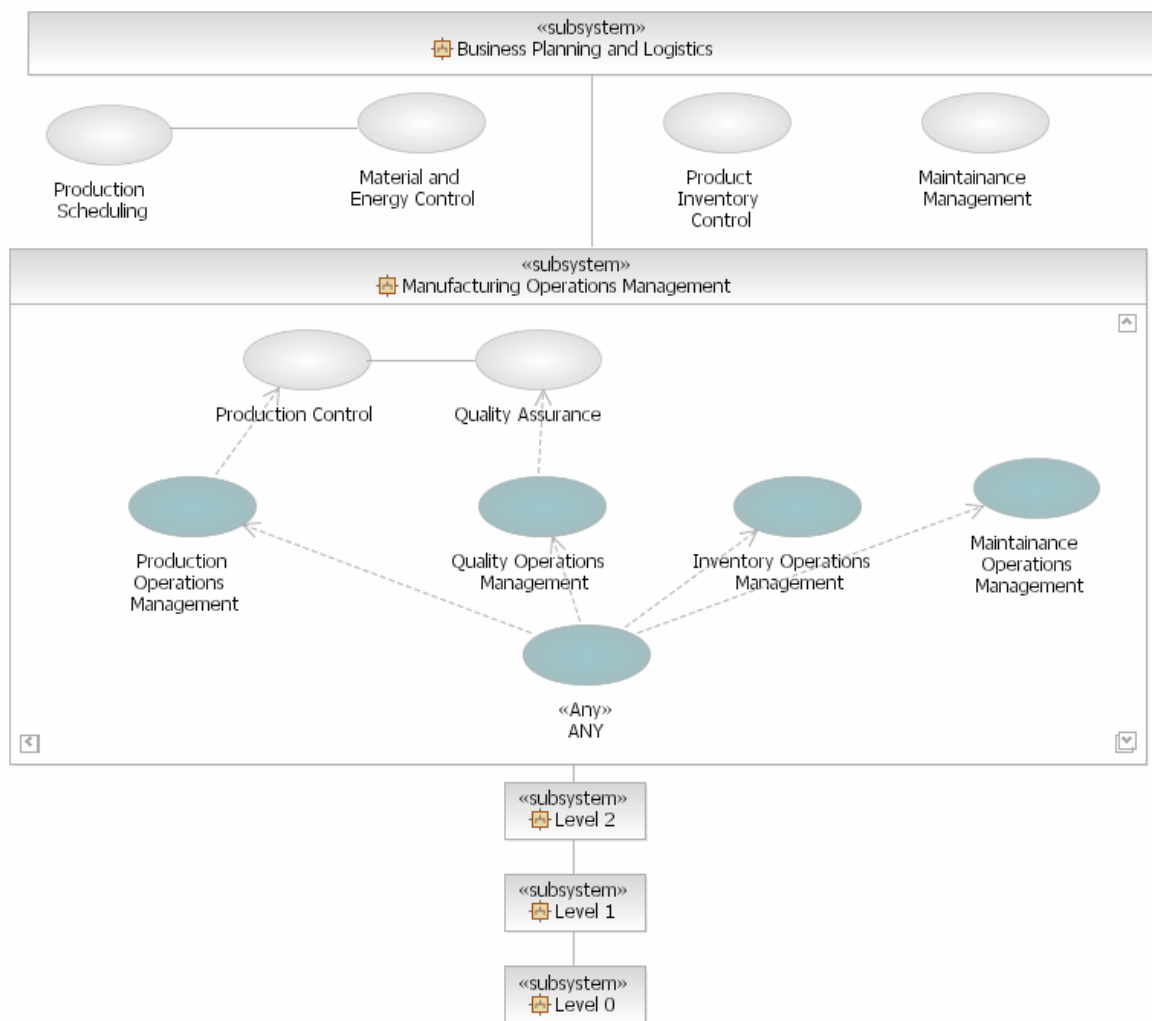 «subsystem»
Business Planning and Logistics
Production
Scheduling
Material and
Energy Control
Product
Inventory
Control
Maintainance
Management
«subsystem»
Manufacturing Operations Management
Production Control
Quality Assurance
Production
Operations
Management
Quality Operations
Management
Inventory Operations
Management
Maintainance
Operations
Management
«Any»
ANY
«subsystem»
Level 2
«subsystem»
Level 1
«subsystem»
Level 0